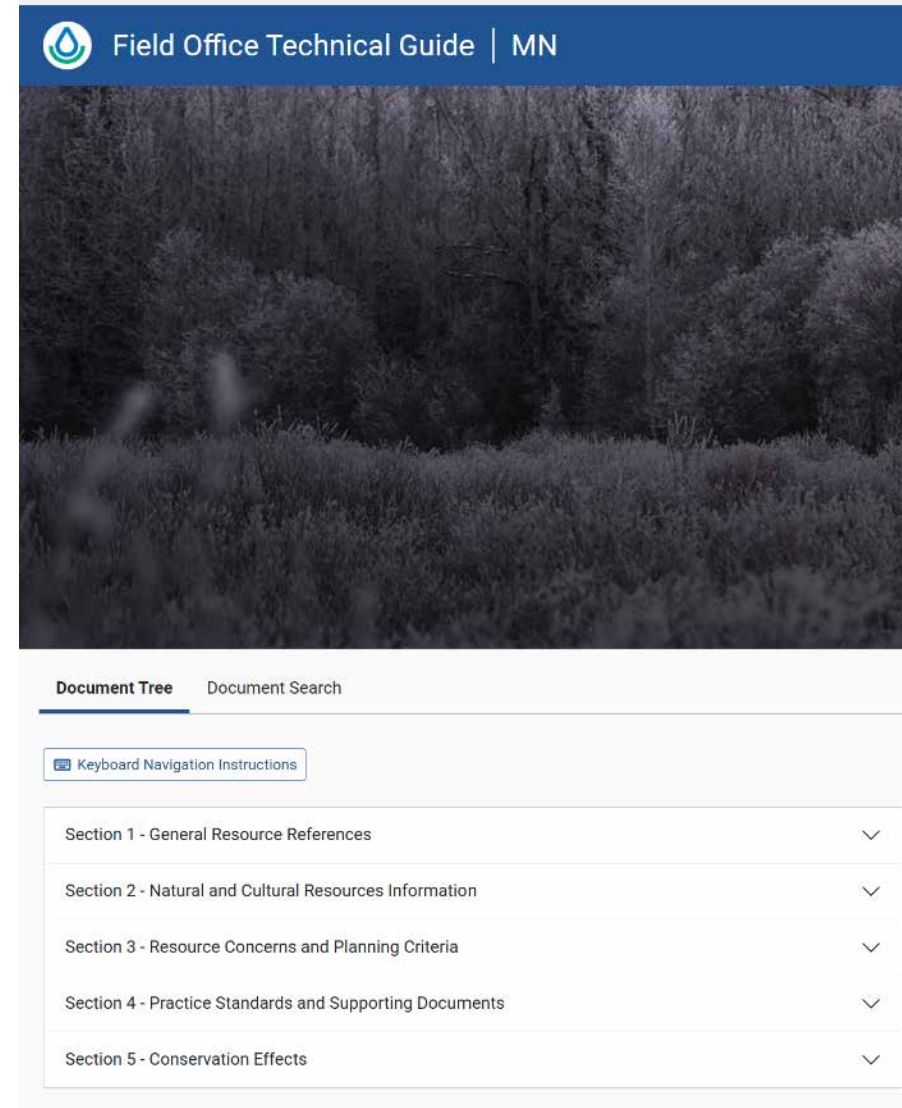 Field Office Technical Guide | MN
Document Tree
Document Search
Keyboard Navigation Instructions
Section 1 - General Resource References
Section 2 - Natural and Cultural Resources Information
Section 3 - Resource Concerns and Planning Criteria
Section 4 - Practice Standards and Supporting Documents
Section 5 - Conservation Effects